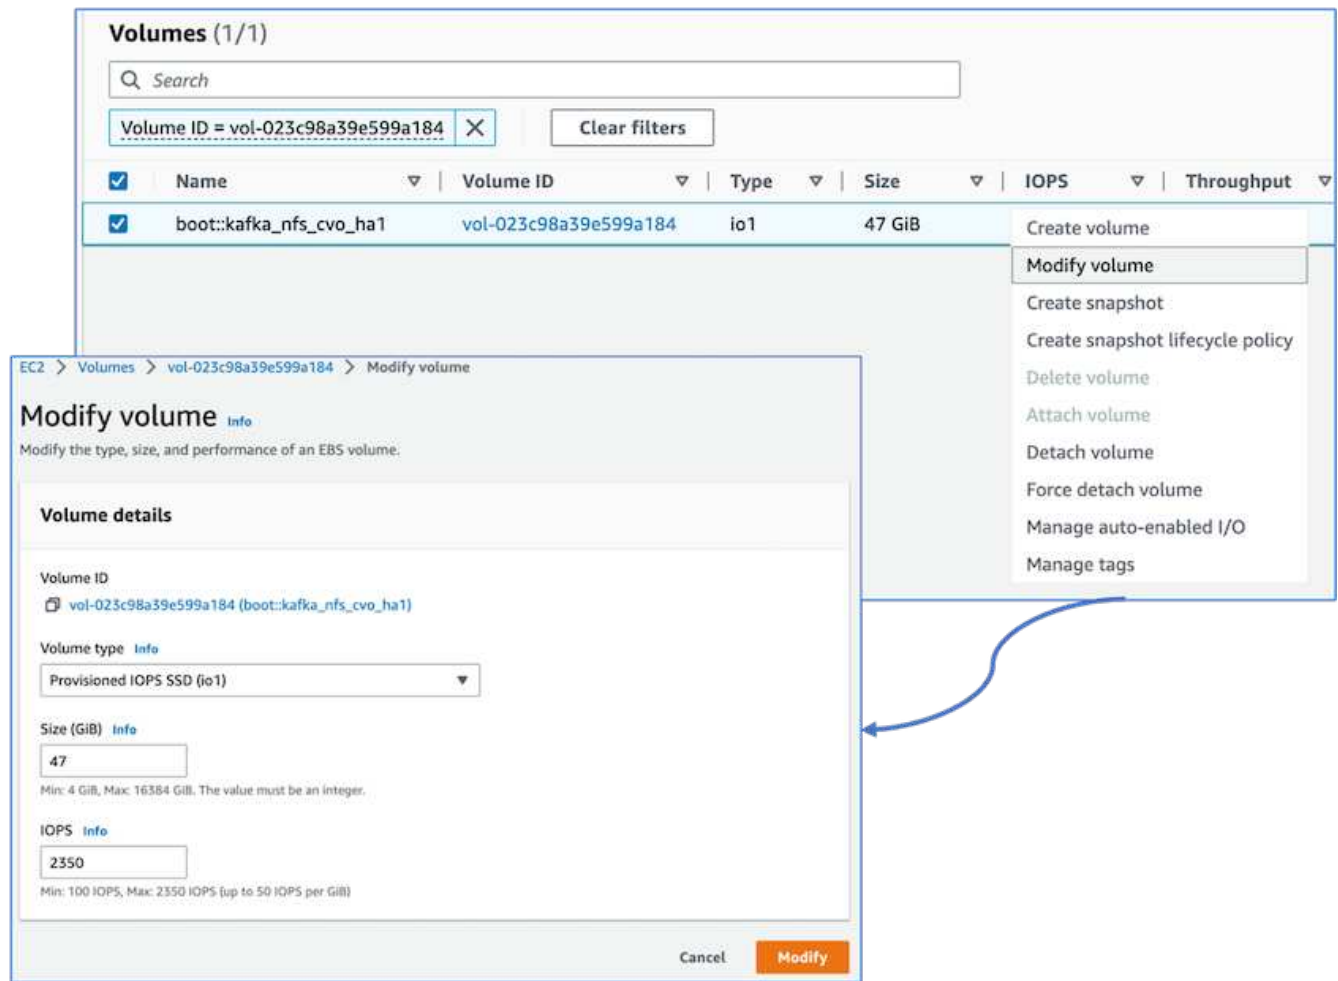 Volumes (1/1)
Search
Volume ID = vol-023c98a39e599a184
Clear filters
Name Volume ID Type Size IOPS Throughput
boot::kafka_nfs_cvo_ha1 vol-023c98a39e599a184 io1 47 GiB
Create volume
Modify volume
Create snapshot
Create snapshot lifecycle policy
Delete volume
Attach volume
Detach volume
Force detach volume
Manage auto-enabled I/O
Manage tags
EC2 > Volumes > vol-023c98a39e599a184 > Modify volume
Modify volume Info
Modify the type, size, and performance of an EBS volume.
Volume details
Volume ID
vol-023c98a39e599a184 (boot::kafka_nfs_cvo_ha1)
Volume type Info
Provisioned IOPS SSD (io1)
Size (GiB) Info
47
Min: 4 GiB, Max: 16384 GiB. The value must be an integer.
IOPS Info
2350
Min: 100 IOPS, Max: 2350 IOPS (up to 50 IOPS per GiB)
Cancel Modify